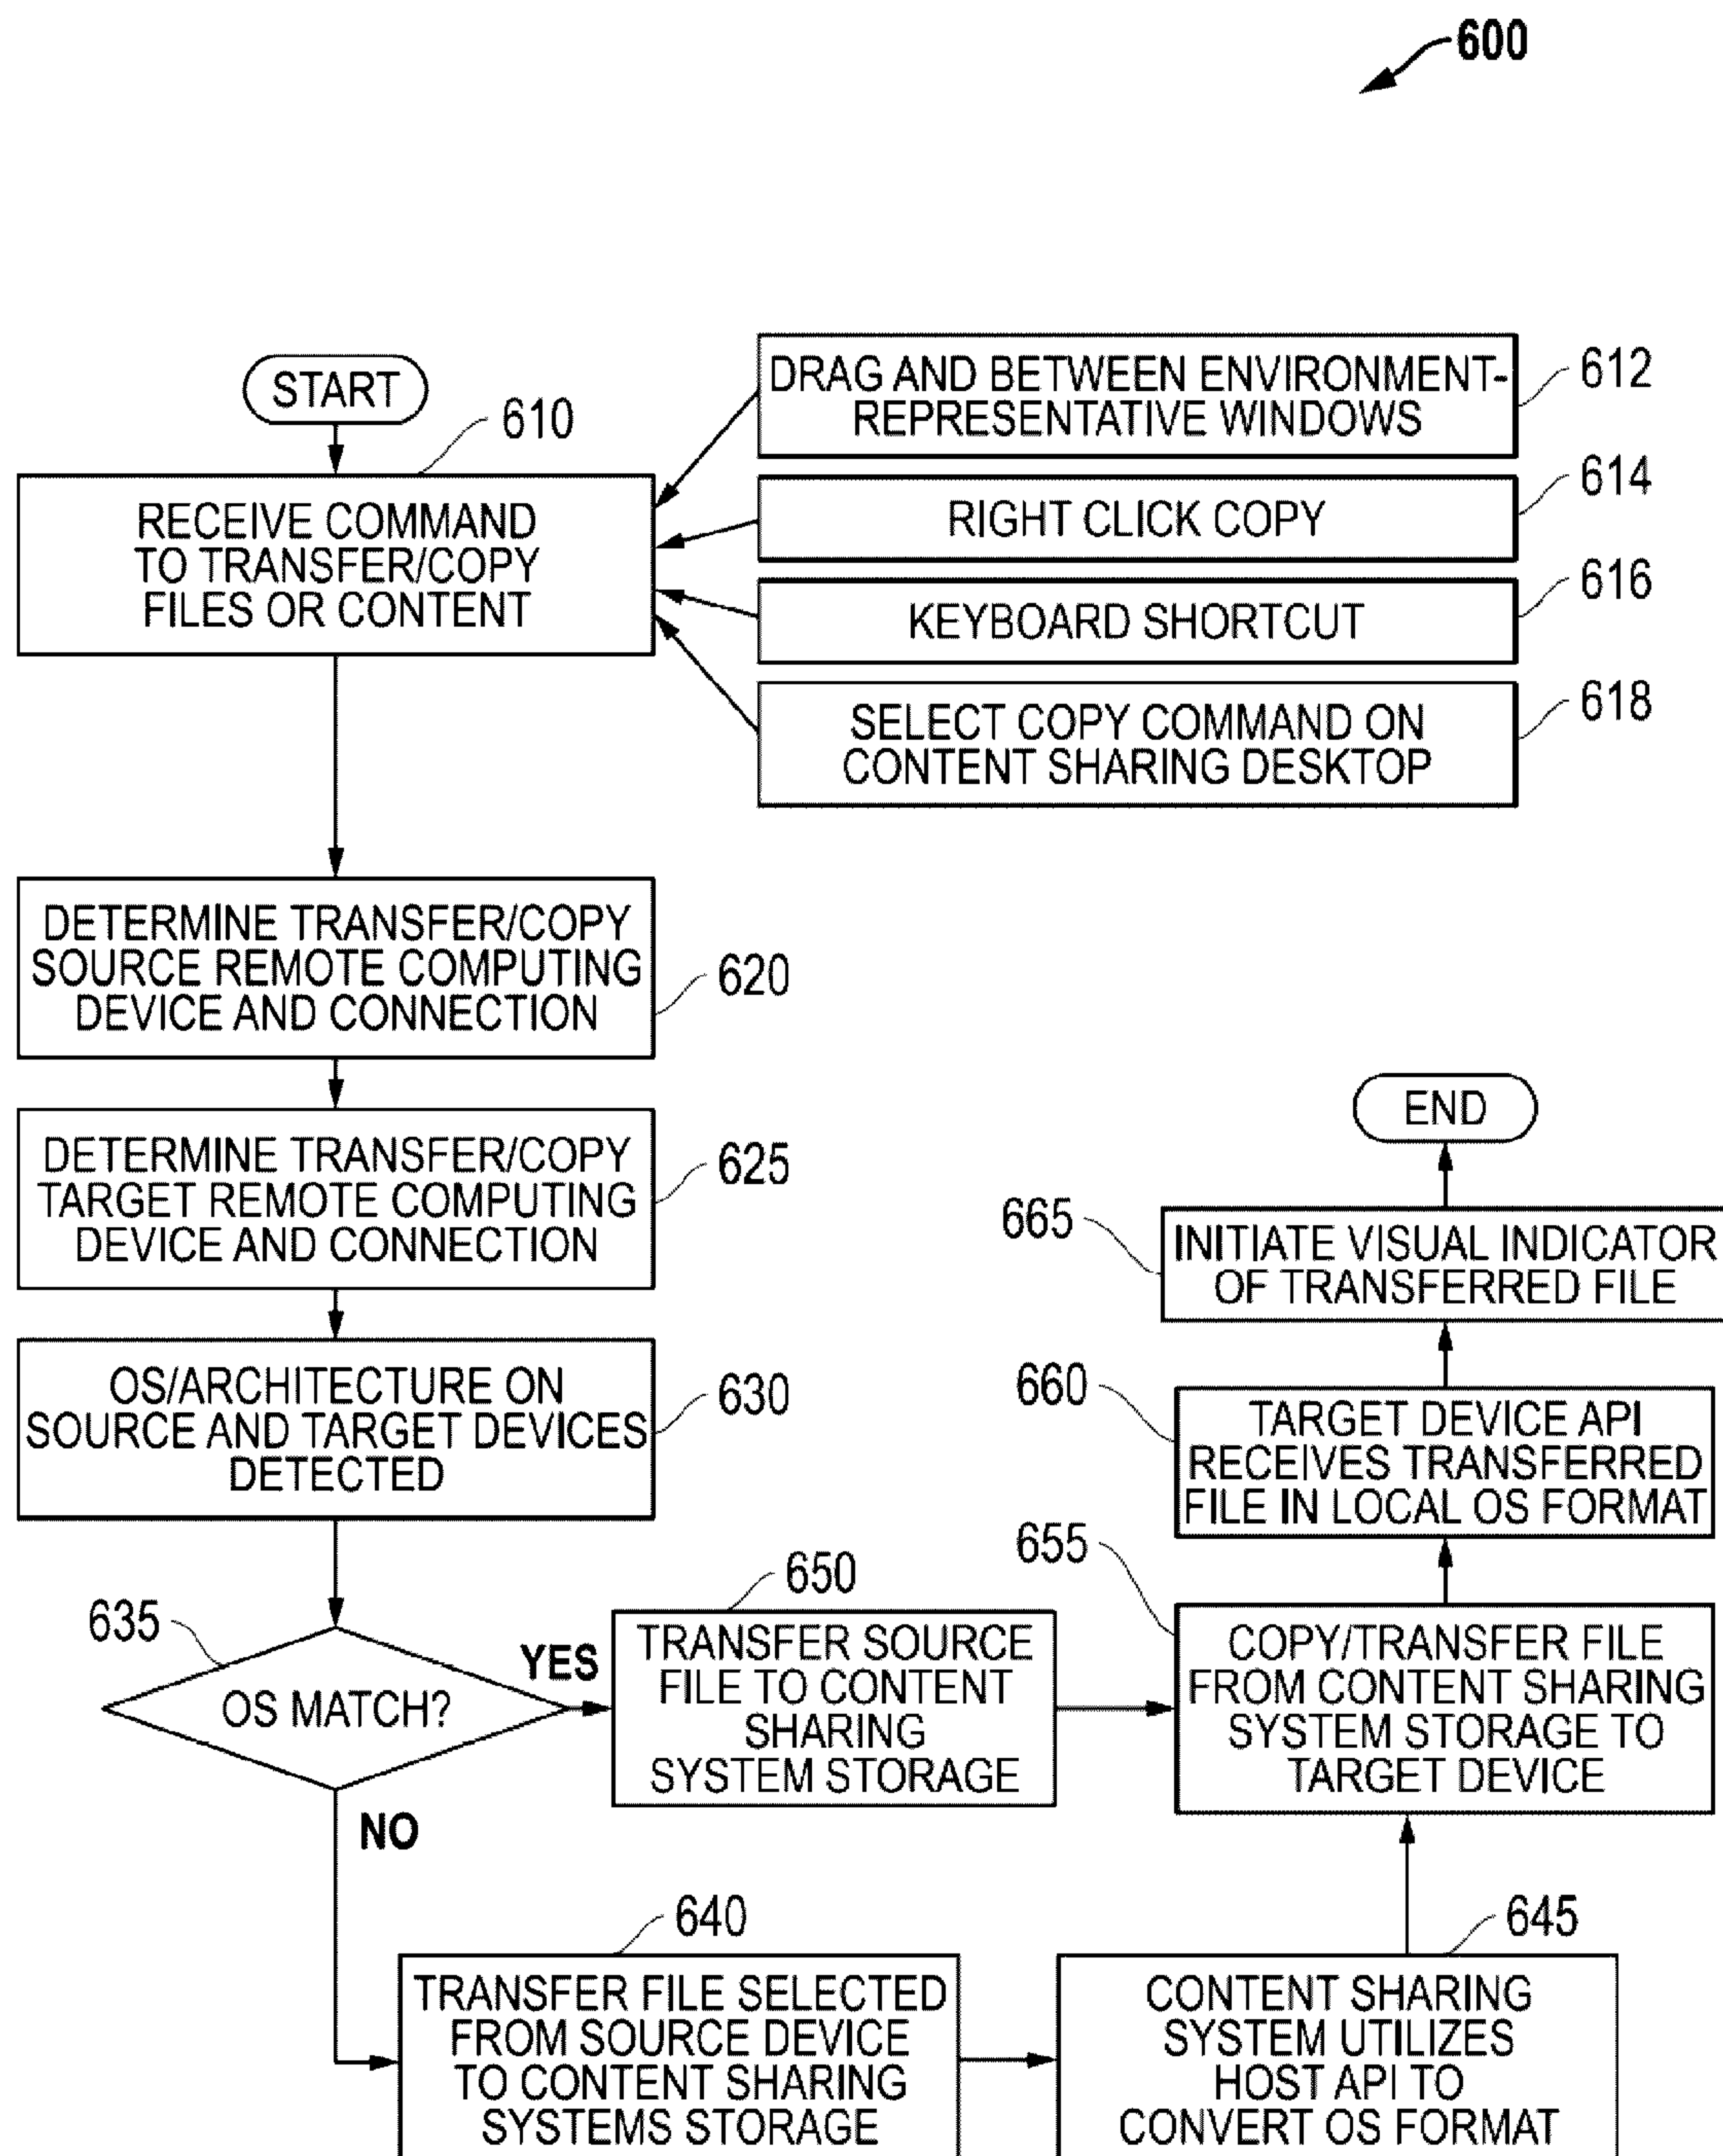 600
START
610
RECEIVE COMMAND
TO TRANSFER/COPY
FILES OR CONTENT
DRAG AND BETWEEN ENVIRONMENT-
REPRESENTATIVE WINDOWS
612
RIGHT CLICK COPY
614
KEYBOARD SHORTCUT
616
SELECT COPY COMMAND ON
CONTENT SHARING DESKTOP
618
DETERMINE TRANSFER/COPY
SOURCE REMOTE COMPUTING
DEVICE AND CONNECTION
620
DETERMINE TRANSFER/COPY
TARGET REMOTE COMPUTING
DEVICE AND CONNECTION
625
OS/ARCHITECTURE ON
SOURCE AND TARGET DEVICES
DETECTED
630
635
OS MATCH?
YES
NO
650
TRANSFER SOURCE
FILE TO CONTENT
SHARING
SYSTEM STORAGE
640
TRANSFER FILE SELECTED
FROM SOURCE DEVICE
TO CONTENT SHARING
SYSTEMS STORAGE
645
CONTENT SHARING
SYSTEM UTILIZES
HOST API TO
CONVERT OS FORMAT
655
COPY/TRANSFER FILE
FROM CONTENT SHARING
SYSTEM STORAGE TO
TARGET DEVICE
660
TARGET DEVICE API
RECEIVES TRANSFERRED
FILE IN LOCAL OS FORMAT
665
INITIATE VISUAL INDICATOR
OF TRANSFERRED FILE
END